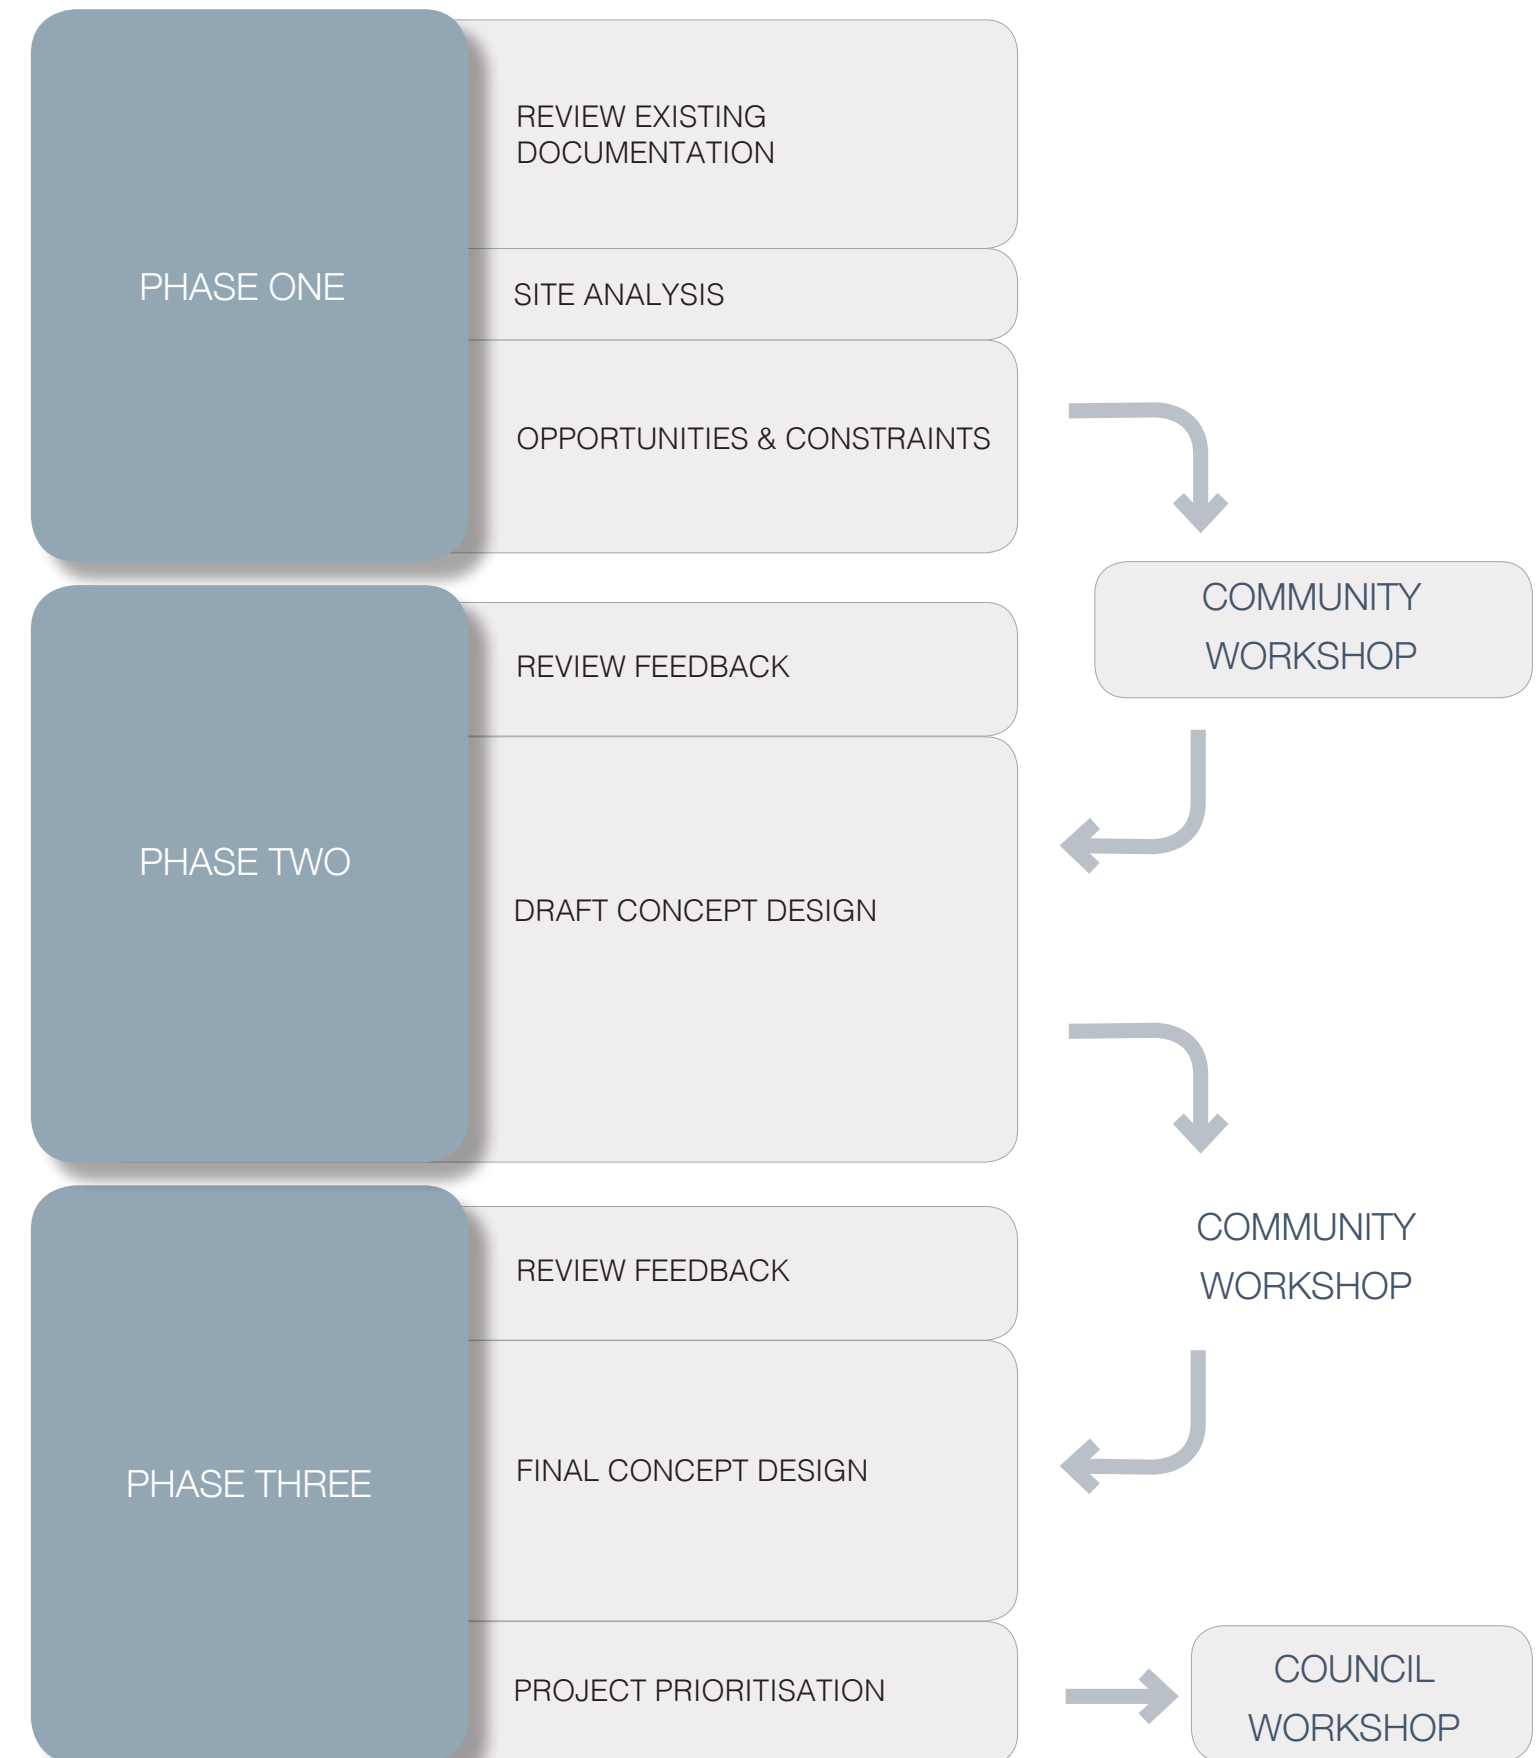 PHASE ONE
REVIEW EXISTING
DOCUMENTATION
SITE ANALYSIS
OPPORTUNITIES & CONSTRAINTS
COMMUNITY
WORKSHOP
PHASE TWO
REVIEW FEEDBACK
DRAFT CONCEPT DESIGN
COMMUNITY
WORKSHOP
PHASE THREE
REVIEW FEEDBACK
FINAL CONCEPT DESIGN
PROJECT PRIORITISATION
COUNCIL
WORKSHOP